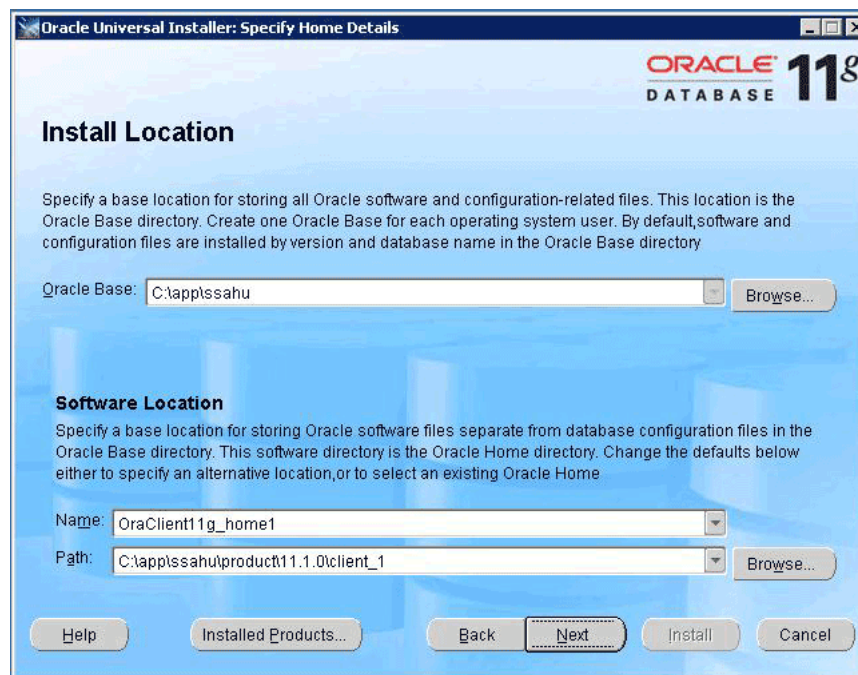 Oracle Universal Installer: Specify Home Details
ORACLE 11g
DATABASE
Install Location
Specify a base location for storing all Oracle software and configuration-related files. This location is the
Oracle Base directory. Create one Oracle Base for each operating system user. By default,software and
configuration files are installed by version and database name in the Oracle Base directory
Oracle Base: C:\app\ssahu Browse...
Software Location
Specify a base location for storing Oracle software files separate from database configuration files in the
Oracle Base directory. This software directory is the Oracle Home directory. Change the defaults below
either to specify an alternative location,or to select an existing Oracle Home
Name: OraClient11g_home1
Path: C:\app\ssahu\product\11.1.0\client_1 Browse...
Help Installed Products... Back Next Install Cancel